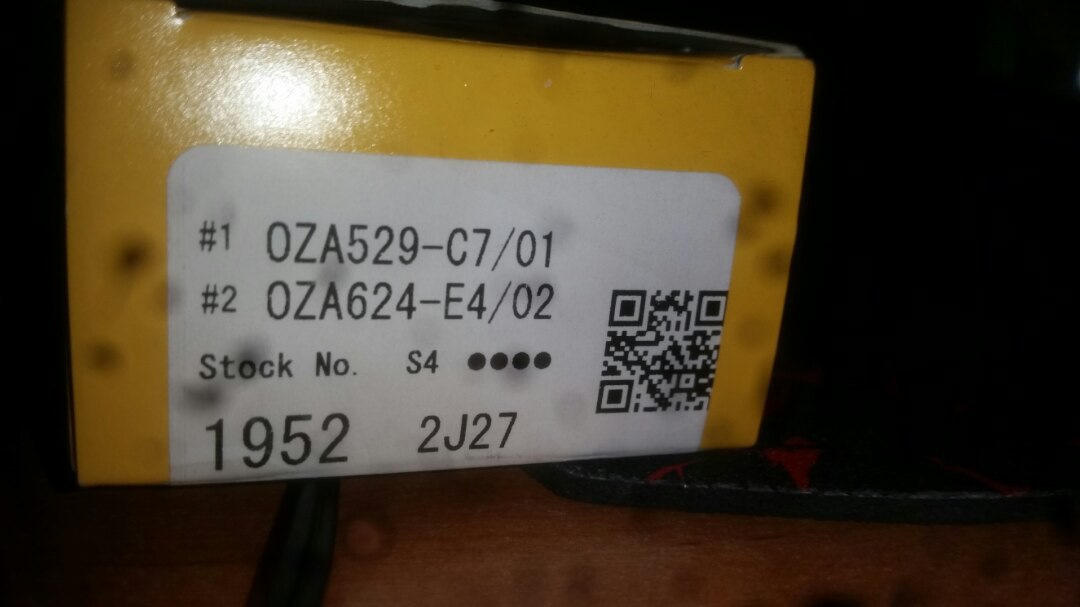 #1 OZA529-C7/01
#2 OZA624-E4/02
Stock No. S4 ●●●●
1952 2J27